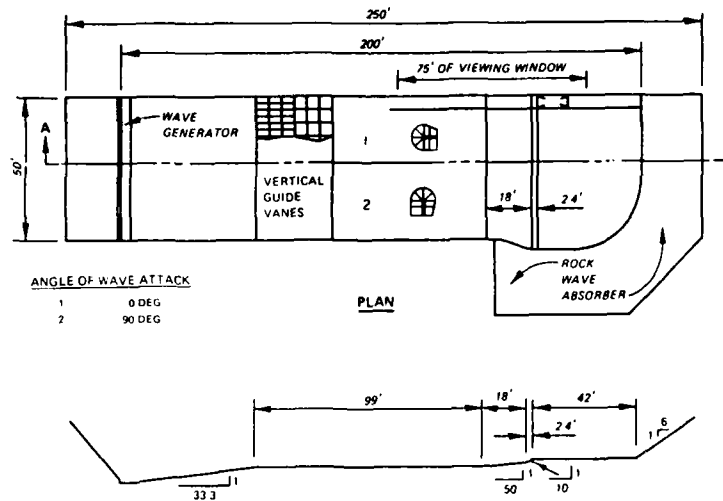 250'
200'
75' OF VIEWING WINDOW
A
50'
WAVE
GENERATOR
1
VERTICAL
GUIDE
VANES
2
18'
24'
ROCK
WAVE
ABSORBER
ANGLE OF WAVE ATTACK
1 0 DEG
2 90 DEG
PLAN
99'
18'
42'
24'
6
1
33 3
1
50
1
10
1